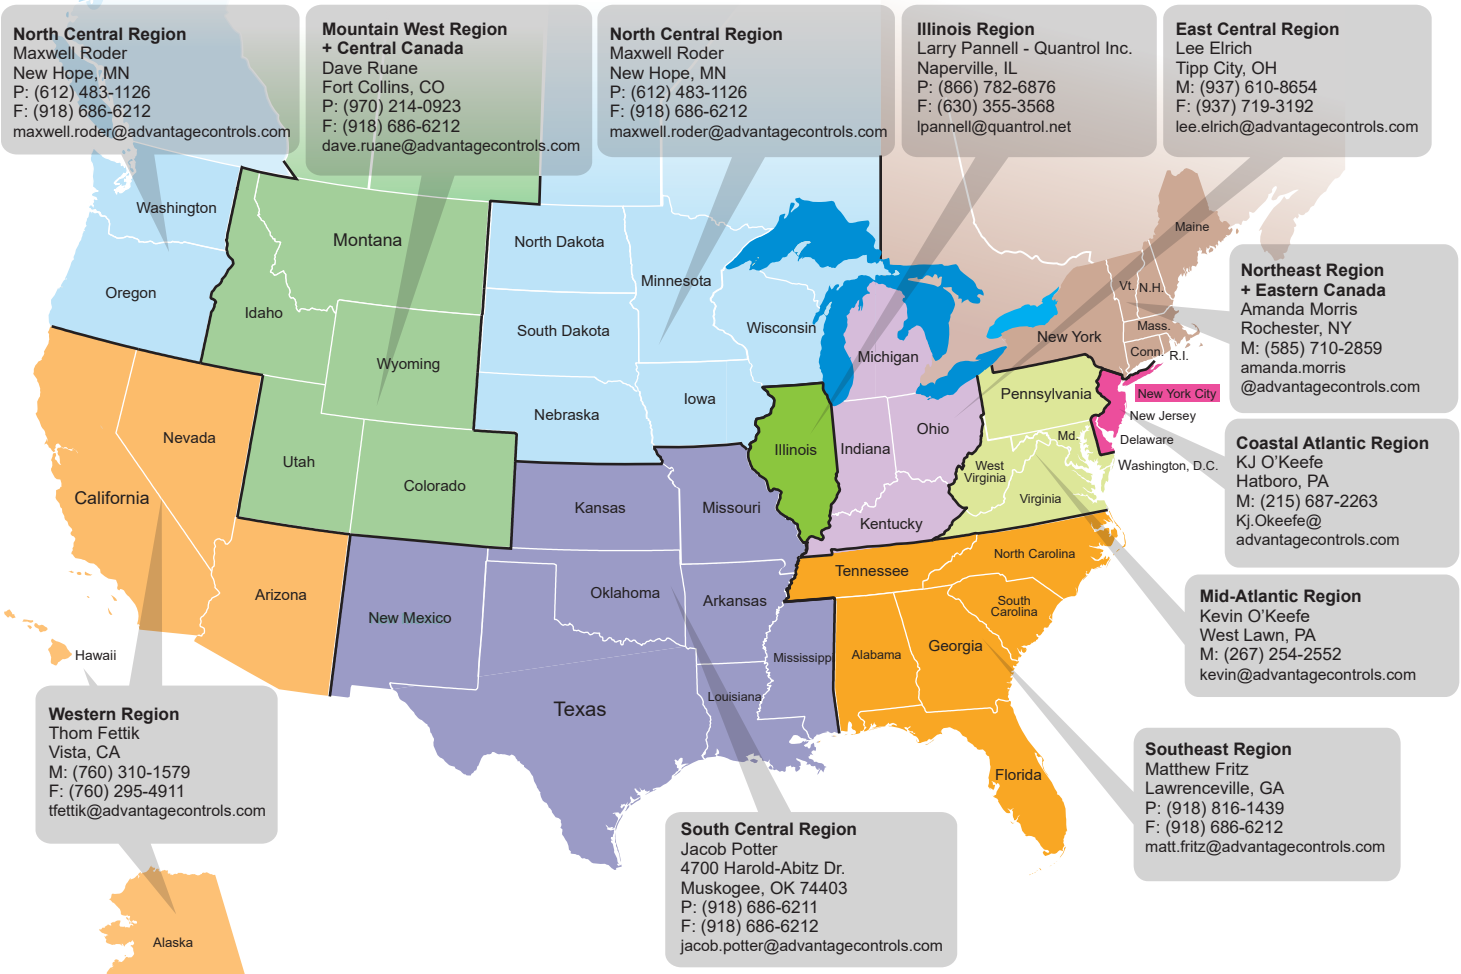 North Central Region
Maxwell Roder
New Hope, MN
P: (612) 483-1126
F: (918) 686-6212
maxwell.roder@advantagecontrols.com
Mountain West Region
+ Central Canada
Dave Ruane
Fort Collins, CO
P: (970) 214-0923
F: (918) 686-6212
dave.ruane@advantagecontrols.com
North Central Region
Maxwell Roder
New Hope, MN
P: (612) 483-1126
F: (918) 686-6212
maxwell.roder@advantagecontrols.com
Illinois Region
Larry Pannell - Quantrol Inc.
Naperville, IL
P: (866) 782-6876
F: (630) 355-3568
lpannell@quantrol.net
East Central Region
Lee Elrich
Tipp City, OH
M: (937) 610-8654
F: (937) 719-3192
lee.elrich@advantagecontrols.com
Northeast Region
+ Eastern Canada
Amanda Morris
Rochester, NY
M: (585) 710-2859
amanda.morris
@advantagecontrols.com
Coastal Atlantic Region
KJ O'Keefe
Hatboro, PA
M: (215) 687-2263
Kj.Okeefe@
advantagecontrols.com
Mid-Atlantic Region
Kevin O'Keefe
West Lawn, PA
M: (267) 254-2552
kevin@advantagecontrols.com
Southeast Region
Matthew Fritz
Lawrenceville, GA
P: (918) 816-1439
F: (918) 686-6212
matt.fritz@advantagecontrols.com
South Central Region
Jacob Potter
4700 Harold-Abitz Dr.
Muskogee, OK 74403
P: (918) 686-6211
F: (918) 686-6212
jacob.potter@advantagecontrols.com
Western Region
Thom Fettik
Vista, CA
M: (760) 310-1579
F: (760) 295-4911
tfettik@advantagecontrols.com
Washington
Oregon
Montana
Idaho
Wyoming
Utah
Colorado
Nevada
California
Arizona
Hawaii
Alaska
North Dakota
South Dakota
Nebraska
Minnesota
Iowa
Wisconsin
Illinois
Michigan
Indiana
Ohio
Kentucky
Kansas
Missouri
Oklahoma
Arkansas
New Mexico
Texas
Louisiana
Mississippi
Tennessee
North Carolina
South
Carolina
Alabama
Georgia
Florida
Maine
Vt.
N.H.
Mass.
Conn.
R.I.
New York
Pennsylvania
Md.
West
Virginia
Virginia
New York City
New Jersey
Delaware
Washington, D.C.